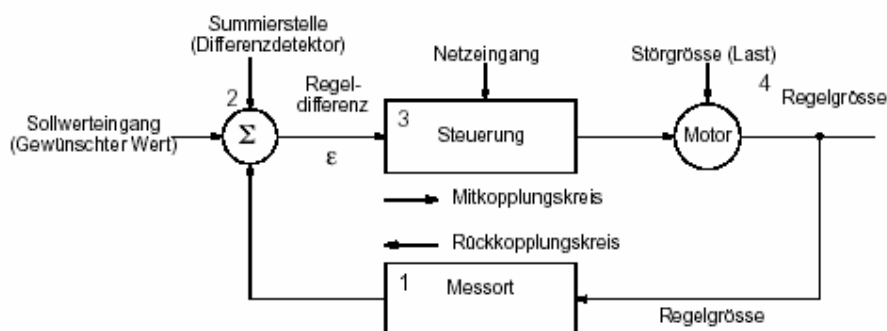 Summierstelle
(Differenzdetektor)
Netzeingang
Störgrösse (Last)
2
Regel-
differenz
4
Regelgrösse
Sollwerteingang
(Gewünschter Wert)
Σ
ε
3
Steuerung
Motor
Mitkopplungskreis
Rückkopplungskreis
1
Messort
Regelgrösse